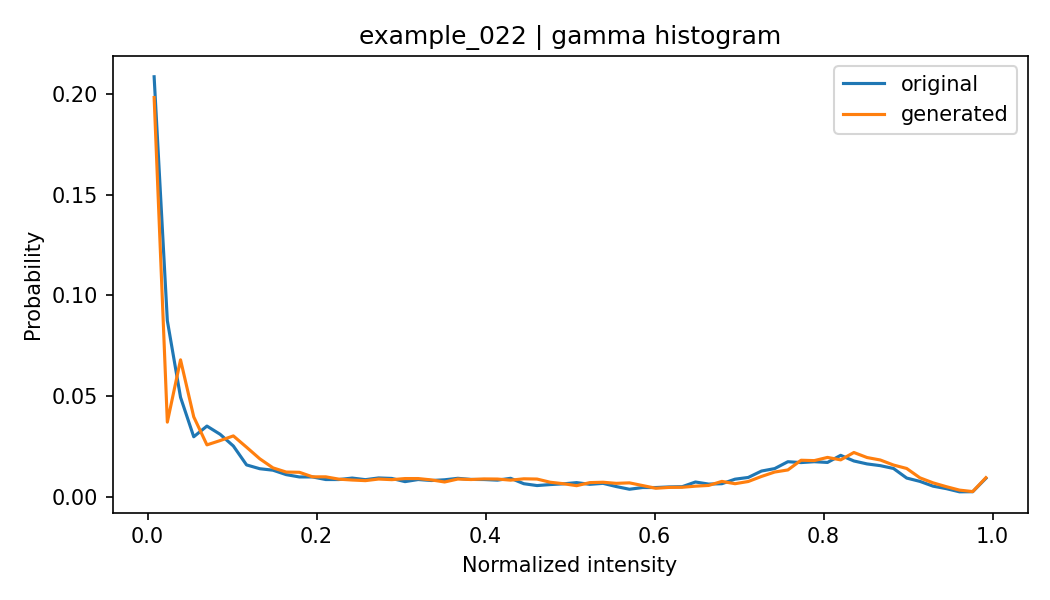 example_022 | gamma histogram
original
generated
Probability
0.20
0.15
0.10
0.05
0.00
0.0 0.2 0.4 0.6 0.8 1.0
Normalized intensity